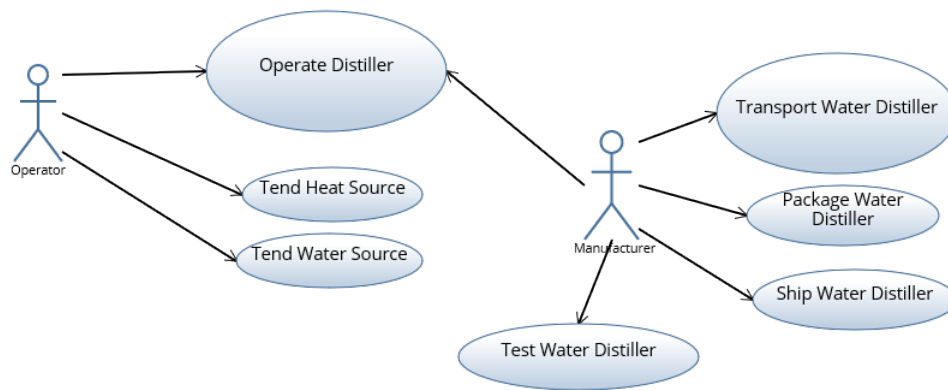 Operate Distiller
Operator
Transport Water Distiller
Tend Heat Source
Package Water
Distiller
Tend Water Source
Manufacturer
Ship Water Distiller
Test Water Distiller